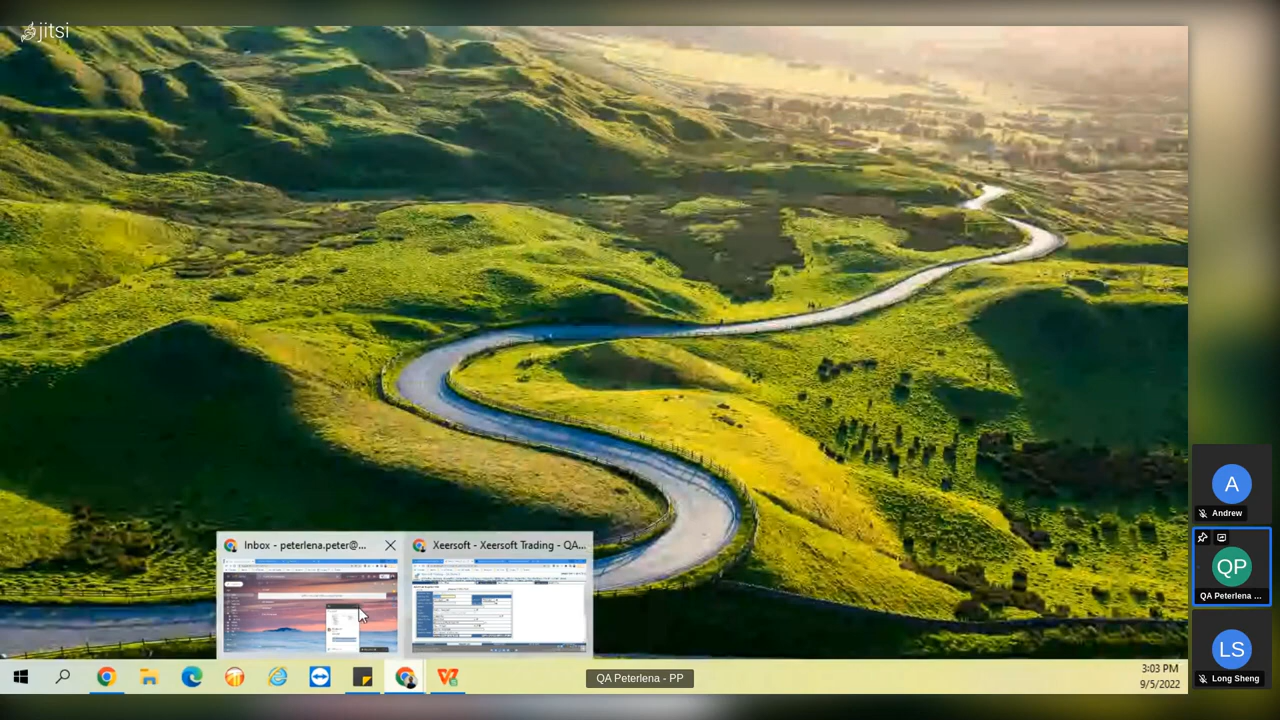 jitsi
Inbox - peterlena.peter@...
Xeersoft - Xeersoft Trading - QA...
A
Andrew
QP
QA Peterlena ...
LS
Long Sheng
3:03 PM
9/5/2022
QA Peterlena - PP